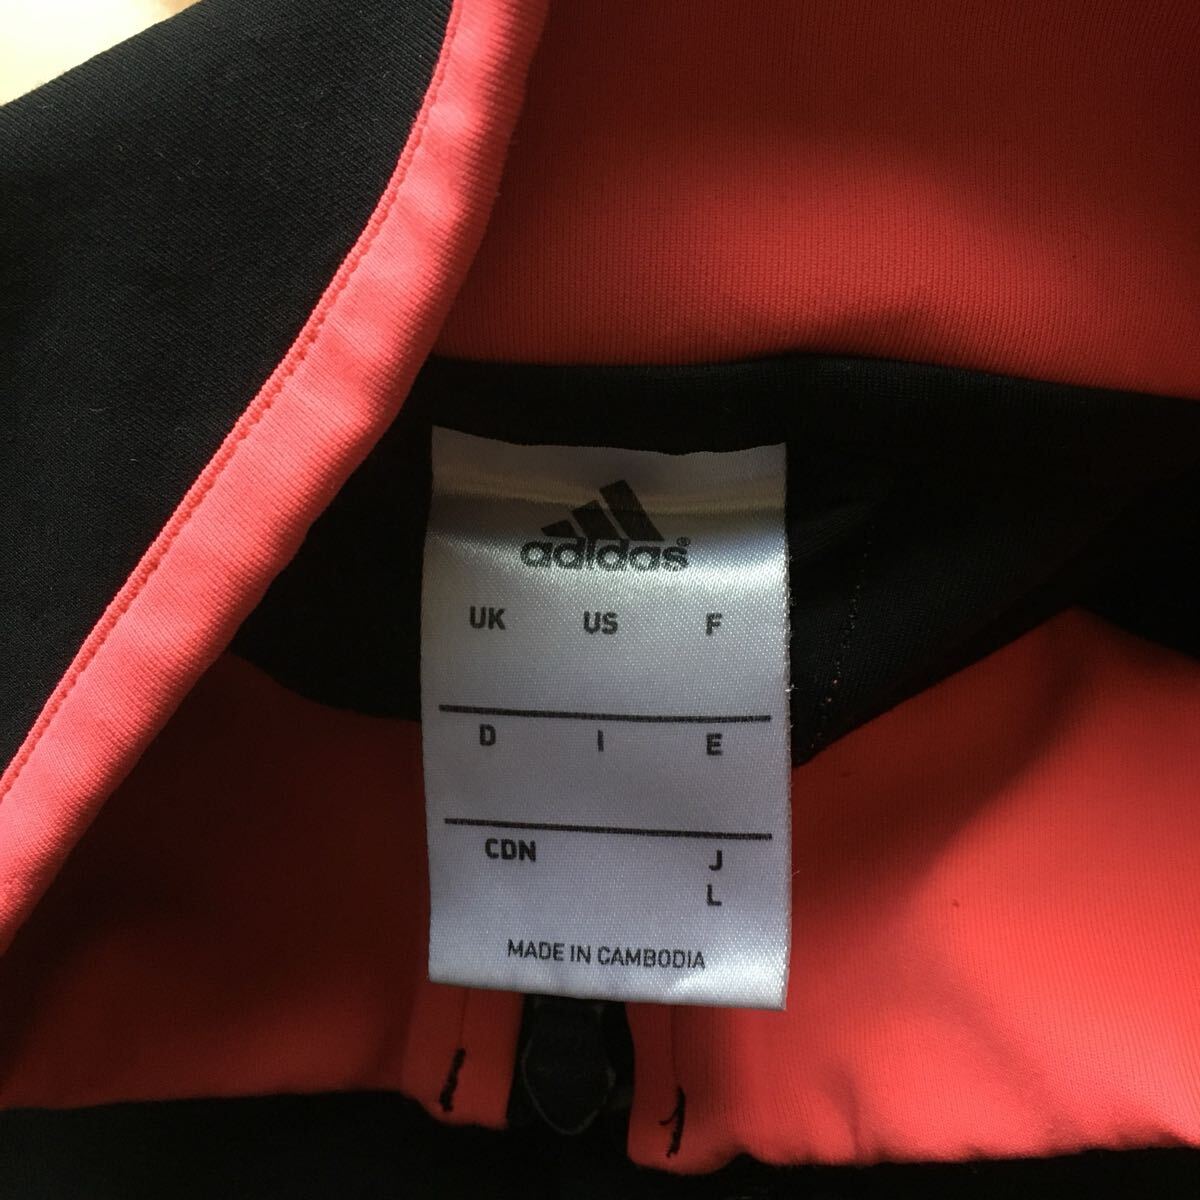 adidas®
UK US F
D I E
CDN J
L
MADE IN CAMBODIA